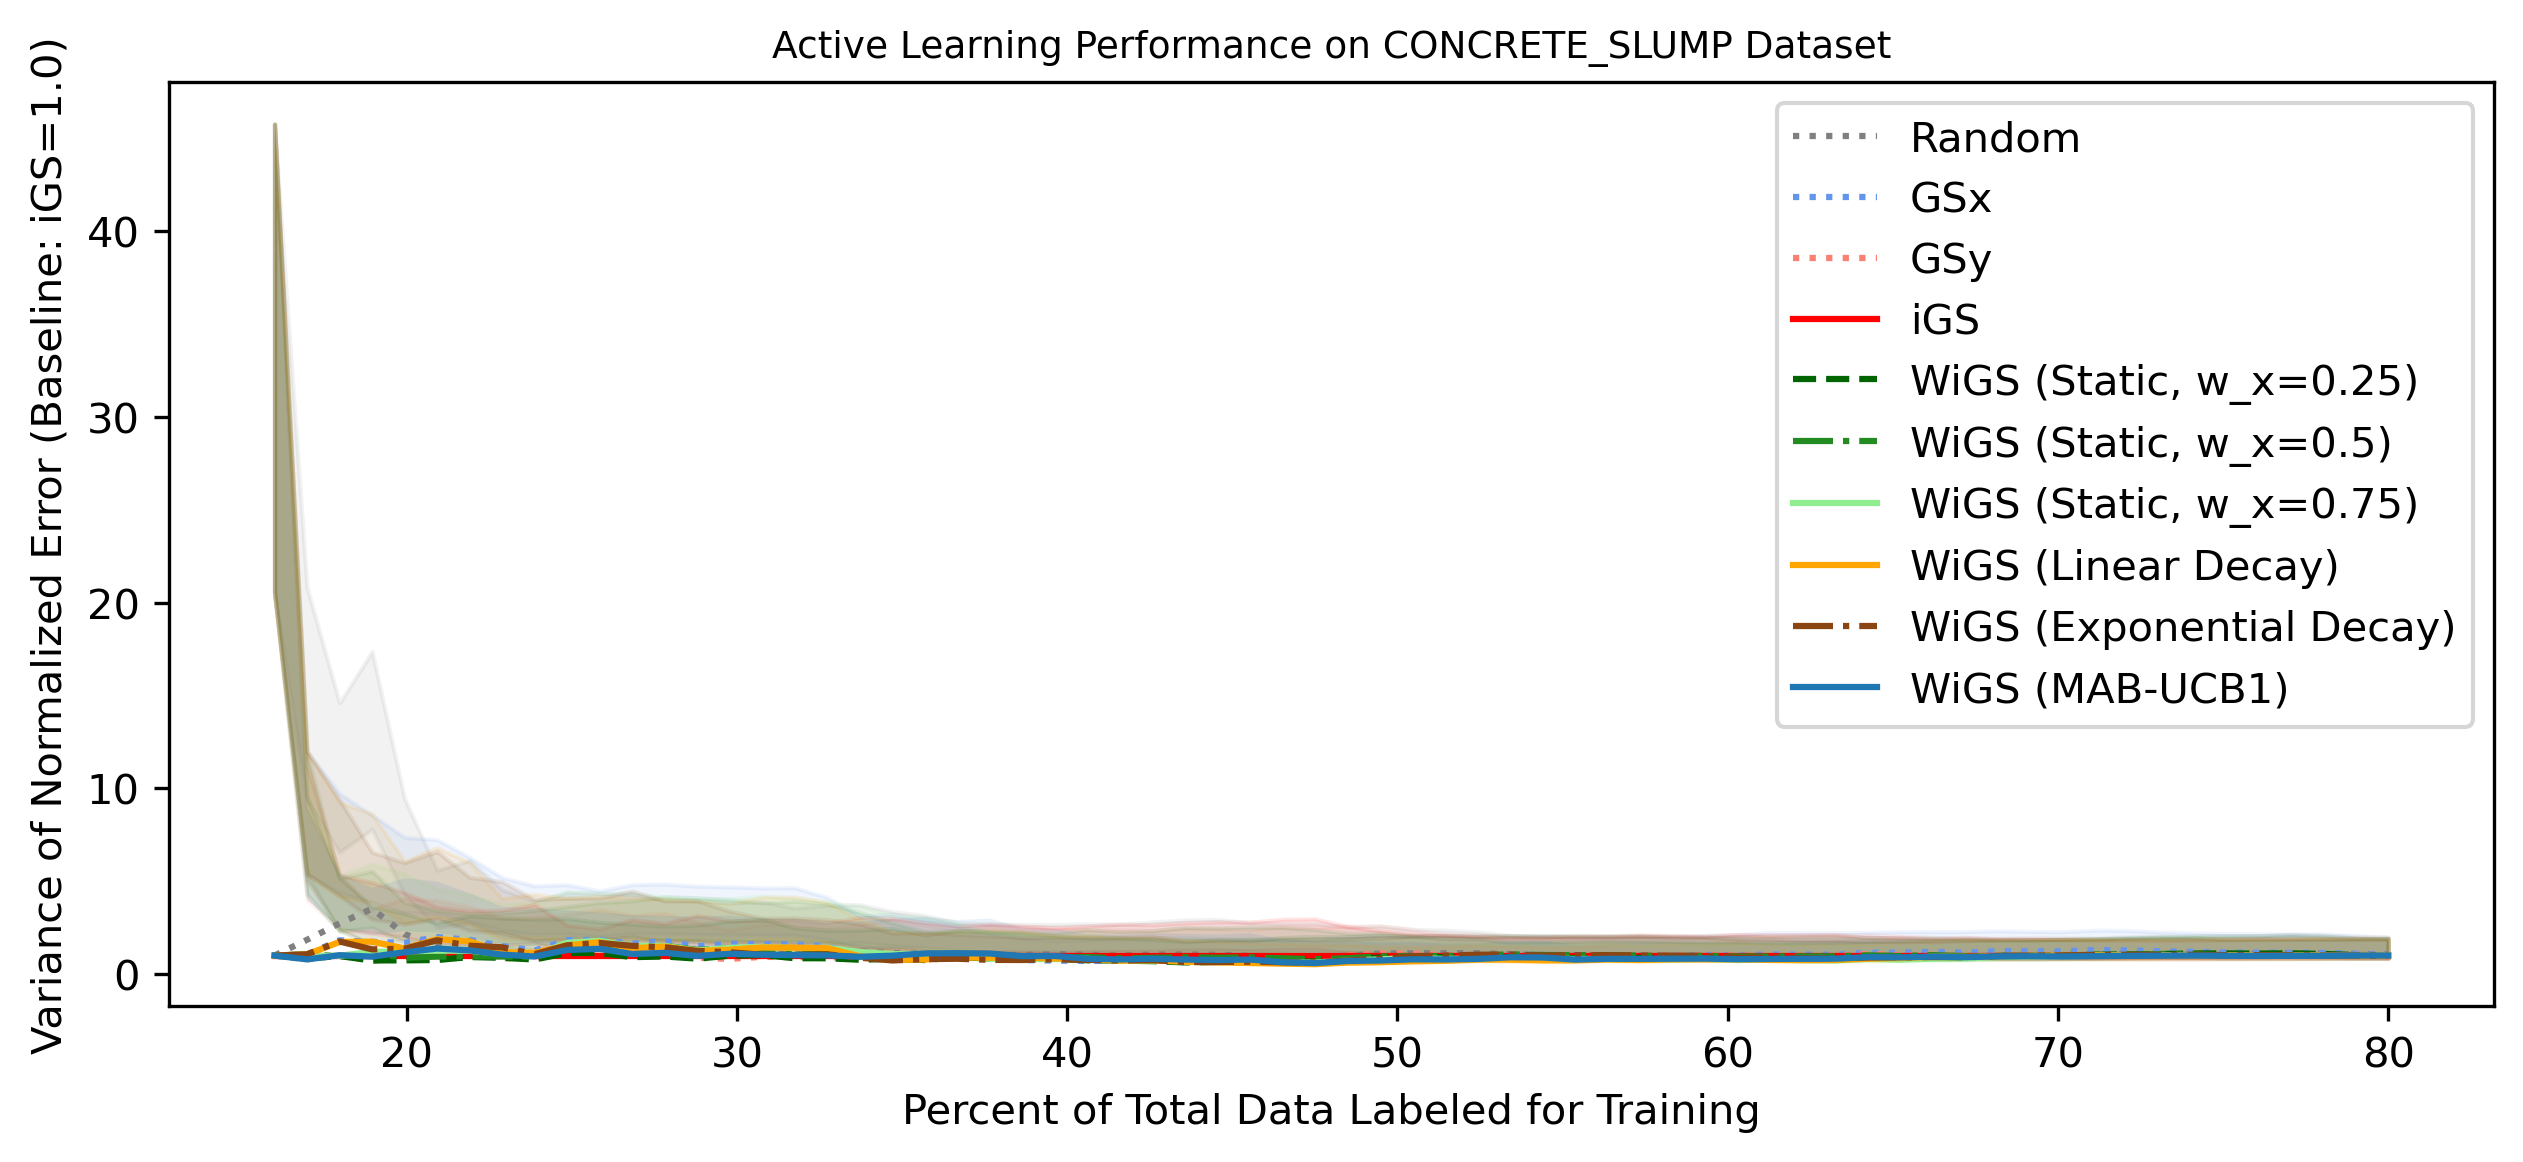 Active Learning Performance on CONCRETE_SLUMP Dataset
Variance of Normalized Error (Baseline: iGS=1.0)
40
30
20
10
0
Random
GSx
GSy
iGS
WiGS (Static, w_x=0.25)
WiGS (Static, w_x=0.5)
WiGS (Static, w_x=0.75)
WiGS (Linear Decay)
WiGS (Exponential Decay)
WiGS (MAB-UCB1)
20 30 40 50 60 70 80
Percent of Total Data Labeled for Training